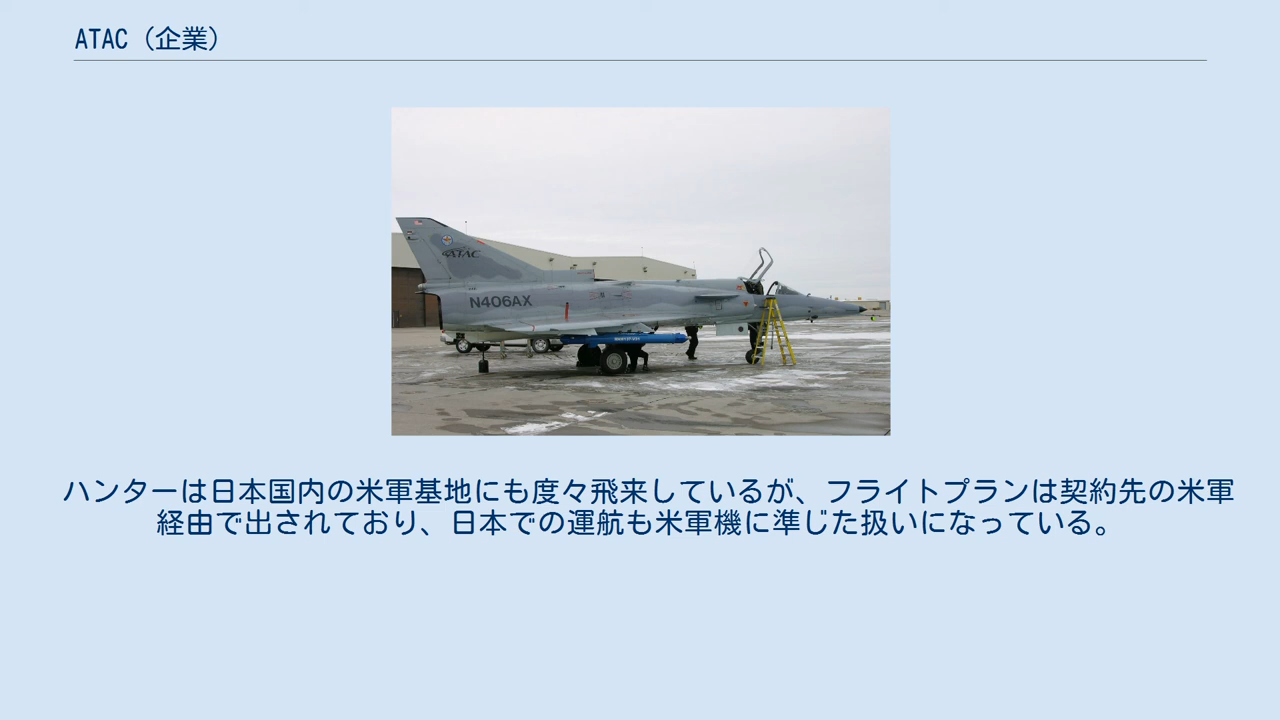 ATAC（企業）
ATAC
N406AX
ハンターは日本国内の米軍基地にも度々飛来しているが、フライトプランは契約先の米軍
経由で出されており、日本での運航も米軍機に準じた扱いになっている。